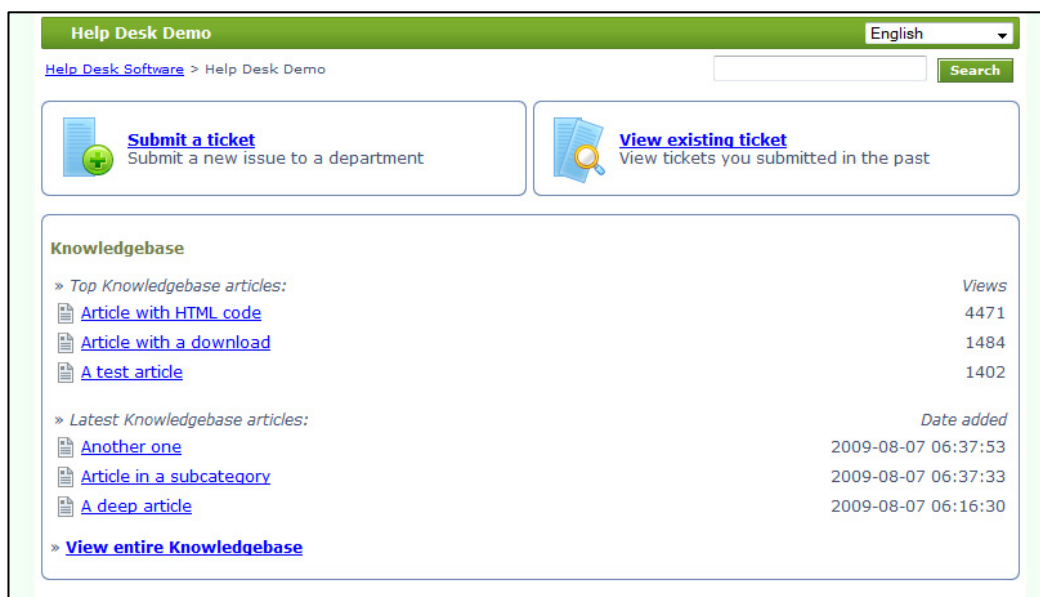 Help Desk Demo English
Help Desk Software > Help Desk Demo Search
Submit a ticket
Submit a new issue to a department
View existing ticket
View tickets you submitted in the past
Knowledgebase
» Top Knowledgebase articles: Views
Article with HTML code 4471
Article with a download 1484
A test article 1402
» Latest Knowledgebase articles: Date added
Another one 2009-08-07 06:37:53
Article in a subcategory 2009-08-07 06:37:33
A deep article 2009-08-07 06:16:30
» View entire Knowledgebase